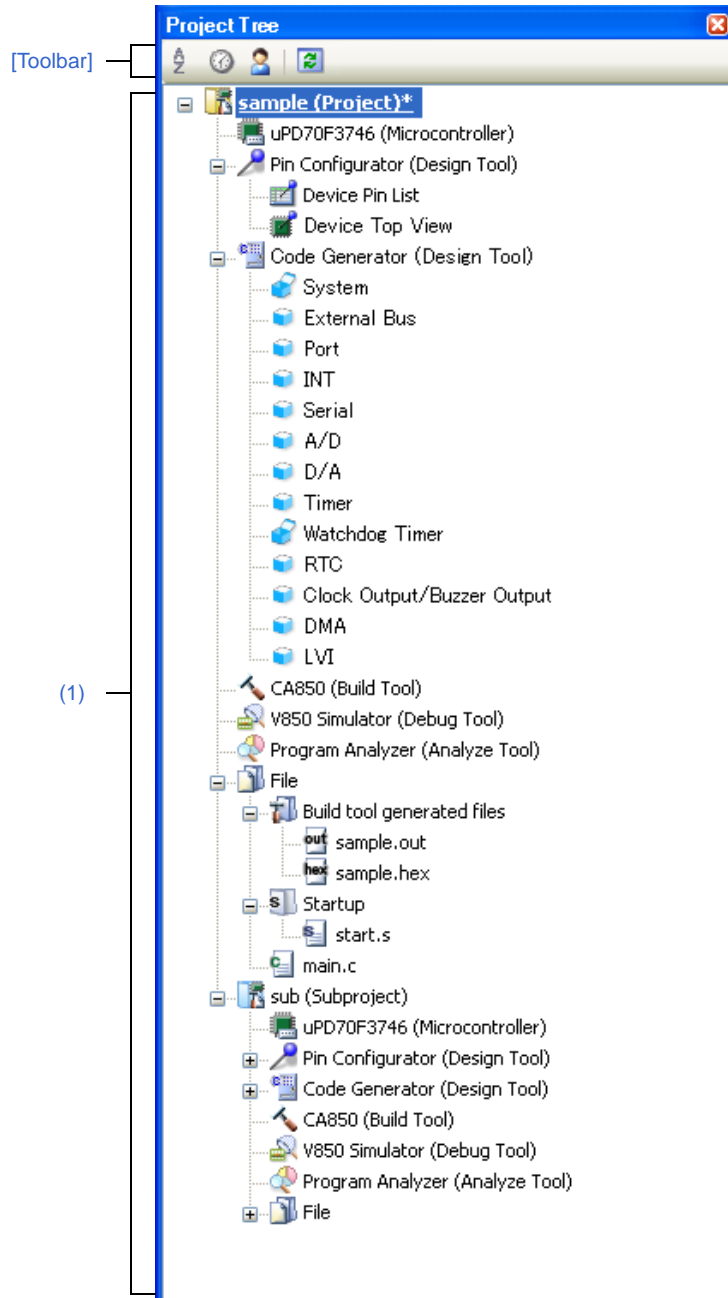 Project Tree
[Toolbar]
sample (Project)*
uPD70F3746 (Microcontroller)
Pin Configurator (Design Tool)
Device Pin List
Device Top View
Code Generator (Design Tool)
System
External Bus
Port
INT
Serial
A/D
D/A
Timer
Watchdog Timer
RTC
Clock Output/Buzzer Output
DMA
LVI
(1)
CA850 (Build Tool)
V850 Simulator (Debug Tool)
Program Analyzer (Analyze Tool)
File
Build tool generated files
out sample.out
hex sample.hex
S Startup
S start.s
C main.c
sub (Subproject)
uPD70F3746 (Microcontroller)
Pin Configurator (Design Tool)
Code Generator (Design Tool)
CA850 (Build Tool)
V850 Simulator (Debug Tool)
Program Analyzer (Analyze Tool)
File